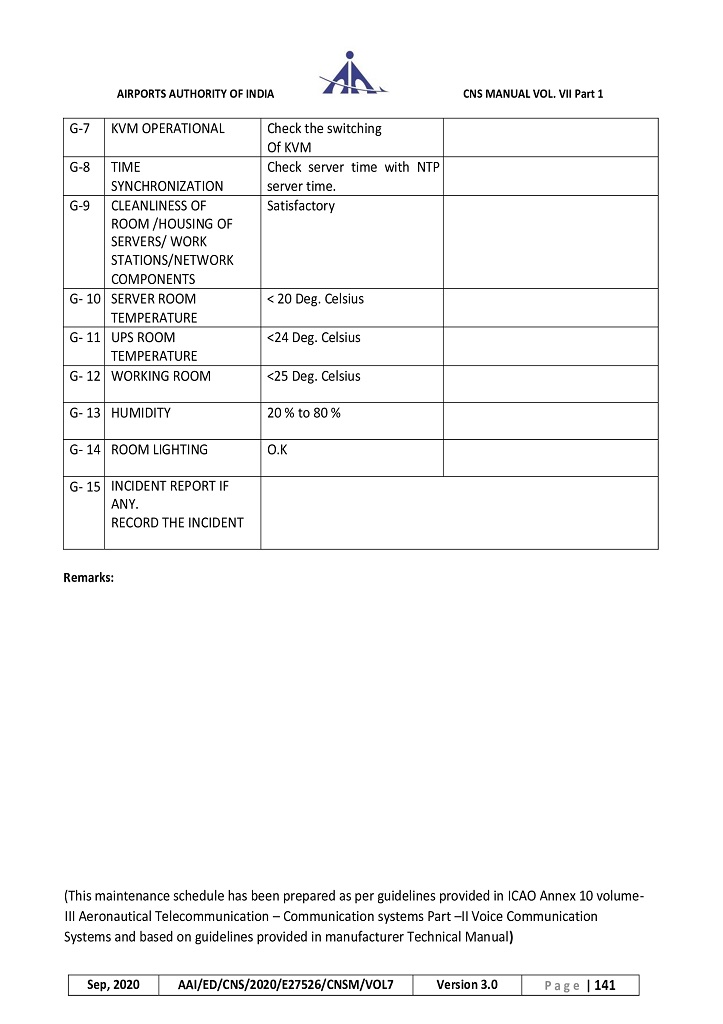 AIRPORTS AUTHORITY OF INDIA CNS MANUAL VOL. VII Part 1
G-7 KVM OPERATIONAL Check the switching
Of KVM
G-8 TIME Check server time with NTP
SYNCHRONIZATION server time.
G-9 CLEANLINESS OF Satisfactory
ROOM /HOUSING OF
SERVERS/ WORK
STATIONS/NETWORK
COMPONENTS
G- 10 SERVER ROOM < 20 Deg. Celsius
TEMPERATURE
G- 11 UPS ROOM <24 Deg. Celsius
TEMPERATURE
G- 12 WORKING ROOM <25 Deg. Celsius
G- 13 HUMIDITY 20 % to 80 %
G- 14 ROOM LIGHTING O.K
G- 15 INCIDENT REPORT IF
ANY.
RECORD THE INCIDENT
Remarks:
(This maintenance schedule has been prepared as per guidelines provided in ICAO Annex 10 volume-
III Aeronautical Telecommunication – Communication systems Part –II Voice Communication
Systems and based on guidelines provided in manufacturer Technical Manual)
Sep, 2020 AAI/ED/CNS/2020/E27526/CNSM/VOL7 Version 3.0 Page | 141